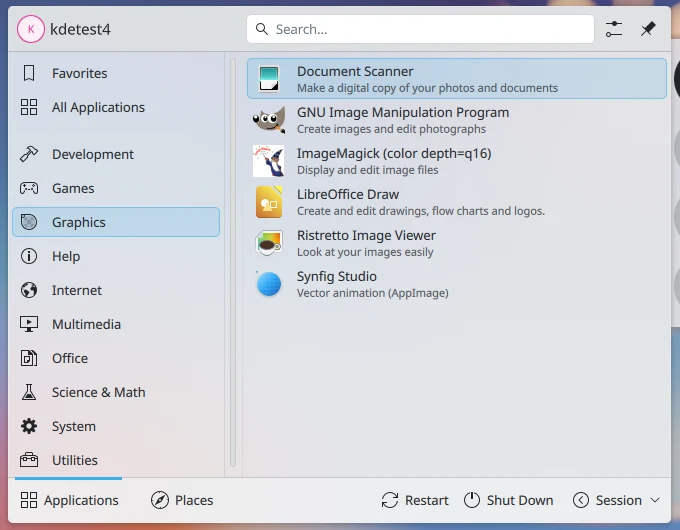 K
kdetest4
Search...
Favorites
All Applications
Development
Games
Graphics
Help
Internet
Multimedia
Office
Science & Math
System
Utilities
Document Scanner
Make a digital copy of your photos and documents
GNU Image Manipulation Program
Create images and edit photographs
ImageMagick (color depth=q16)
Display and edit image files
LibreOffice Draw
Create and edit drawings, flow charts and logos.
Ristretto Image Viewer
Look at your images easily
Synfig Studio
Vector animation (AppImage)
Applications
Places
Restart
Shut Down
Session